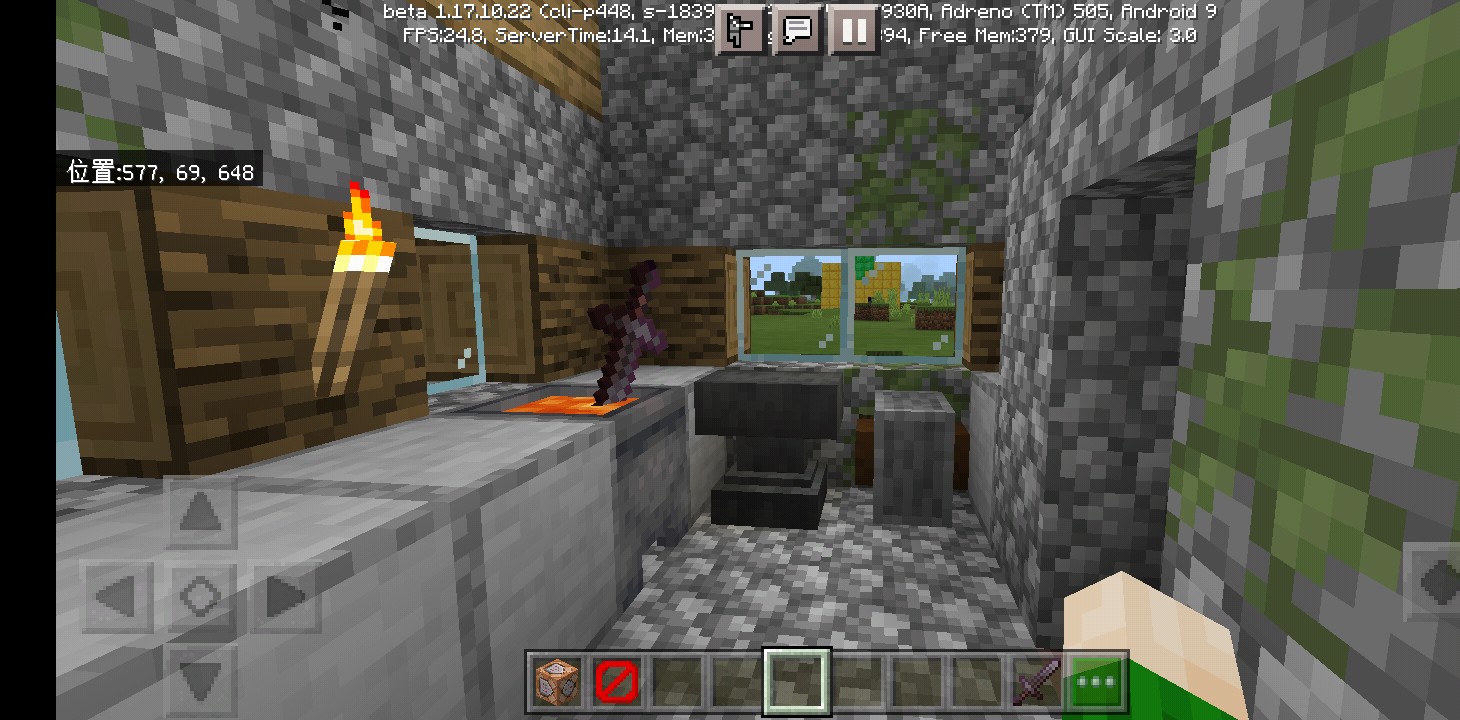 beta 1.17.10.22 (cli-p448, s-1839 930A, Adreno (TM) 505, Android 9
FPS:24.8, ServerTime:14.1, Mem:3 94, Free Mem:379, GUI Scale: 3.0
位置:577, 69, 648